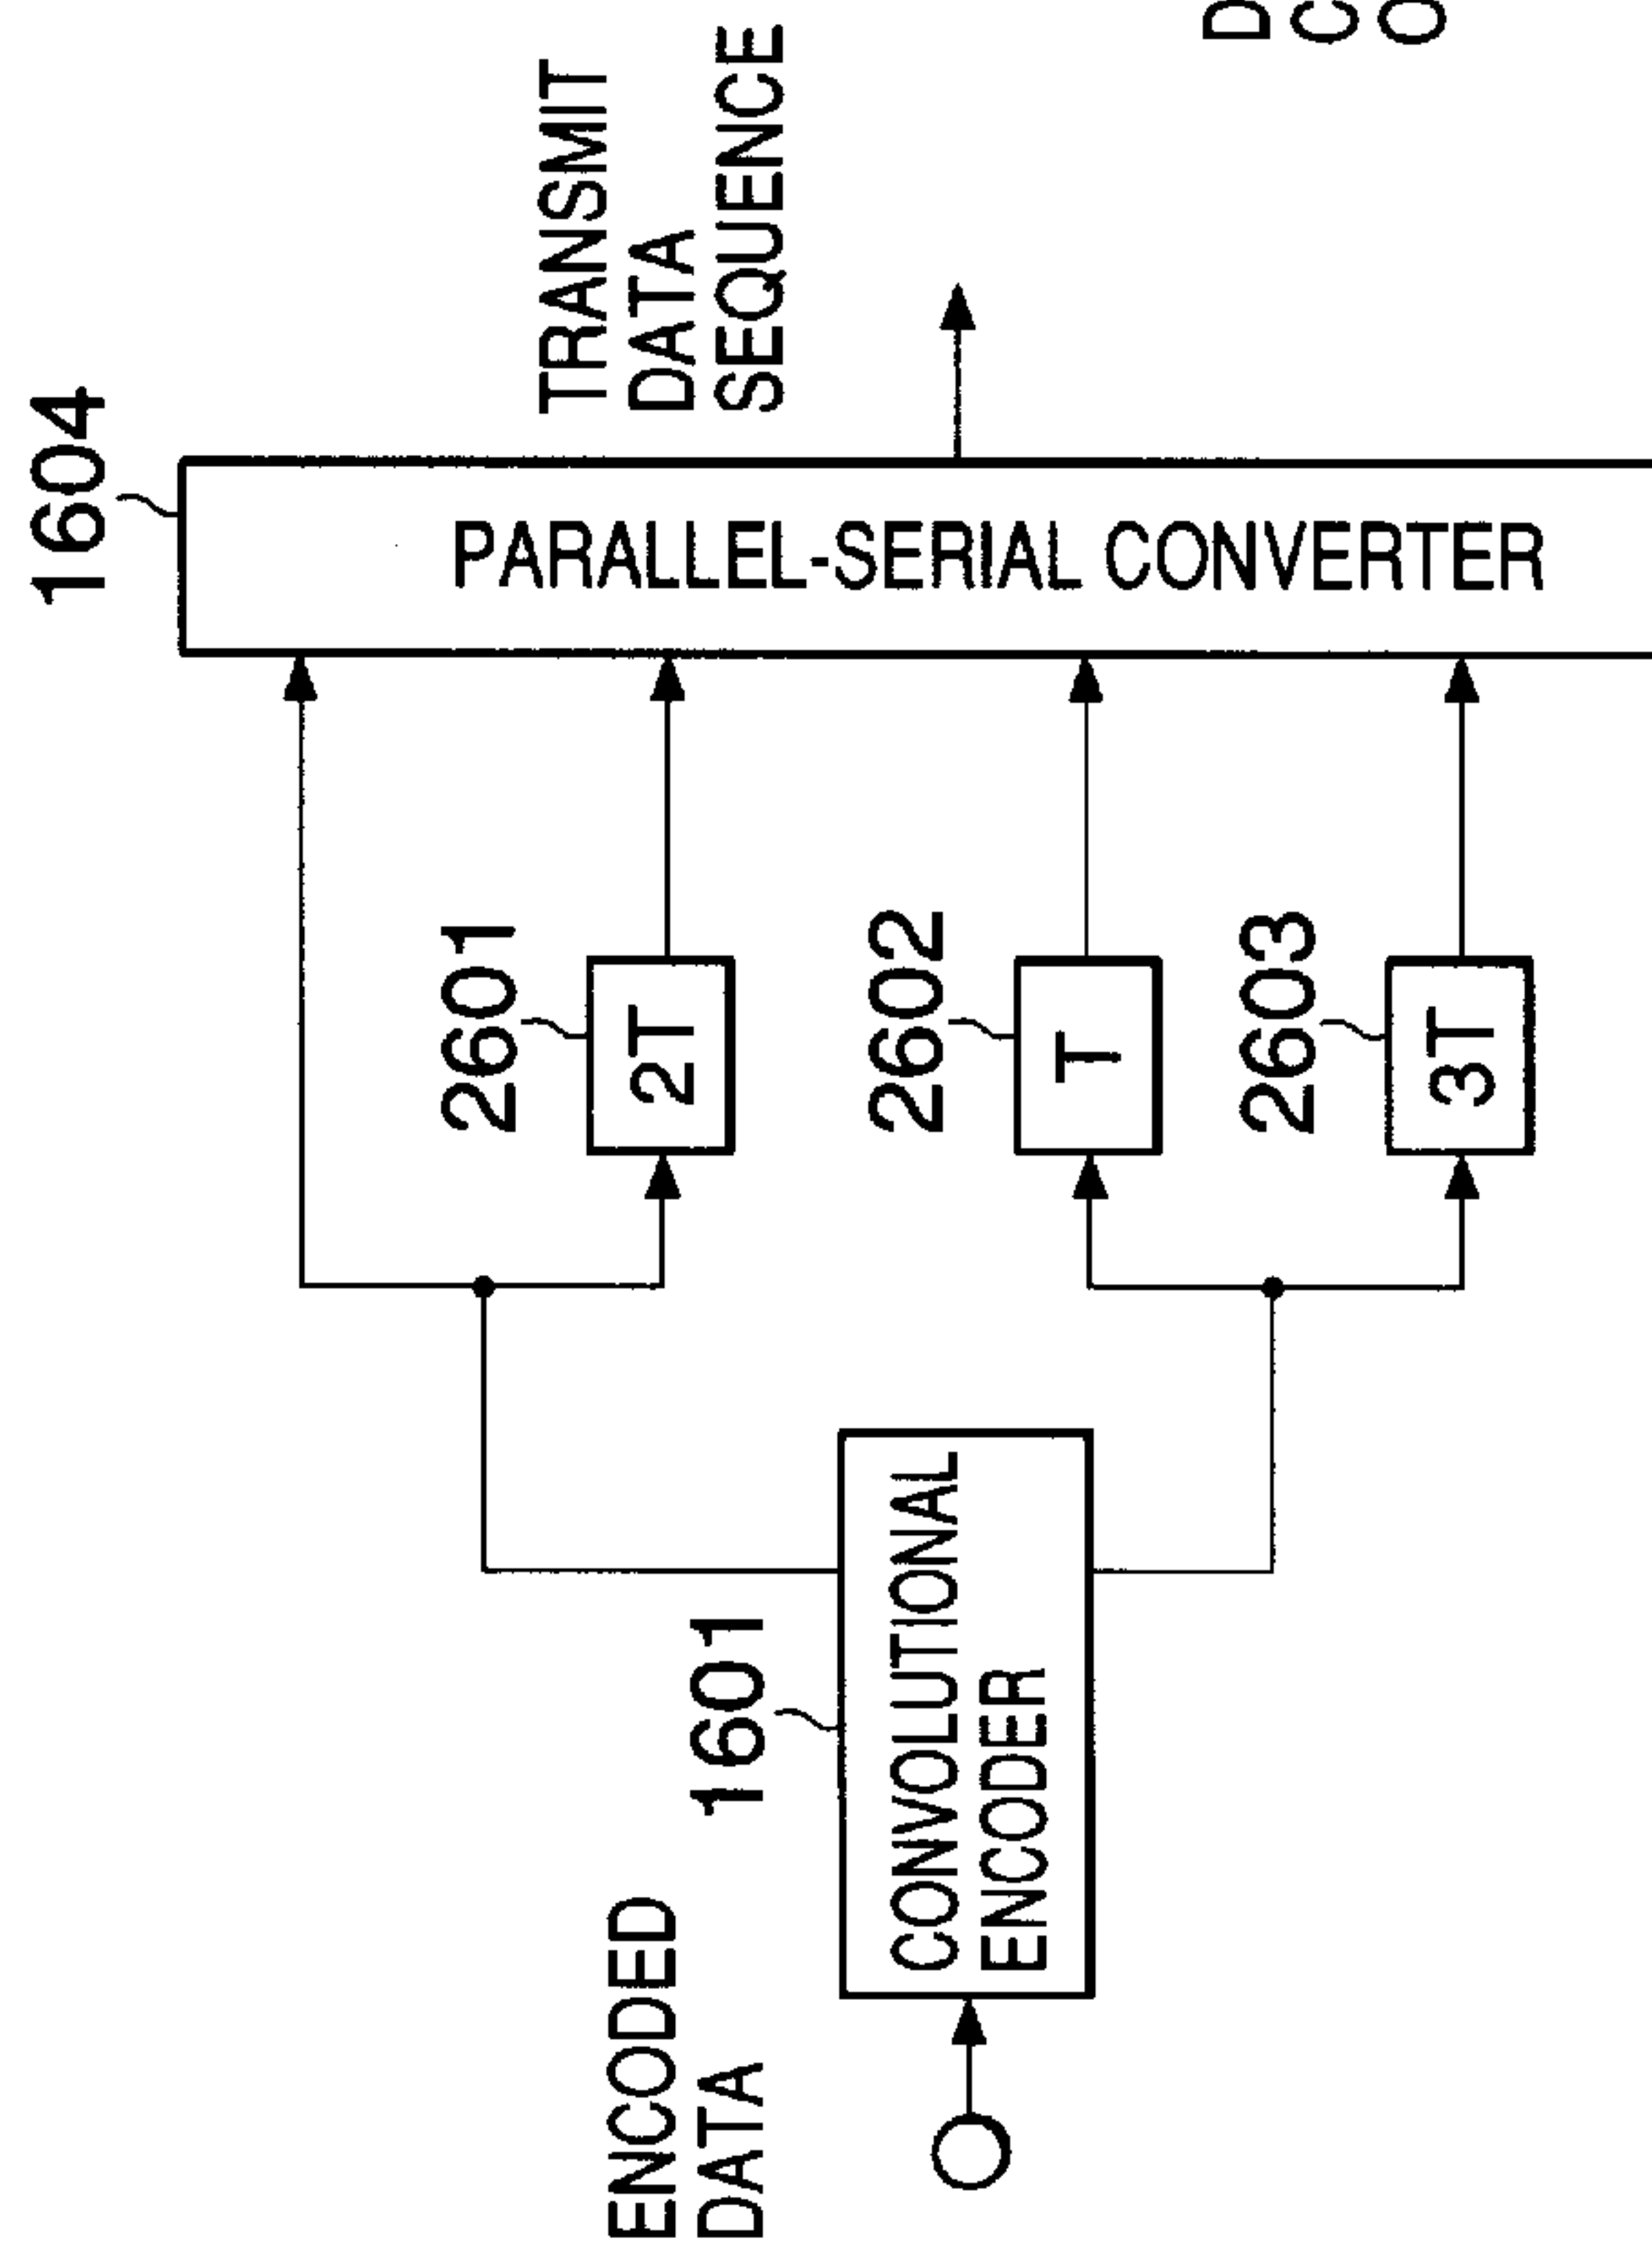 ENCODED
DATA
1601
CONVOLUTIONAL
ENCODER
2601
2T
2602
T
2603
3T
1604
PARALLEL-SERIAL CONVERTER
TRANSMIT
DATA
SEQUENCE
D
C
O